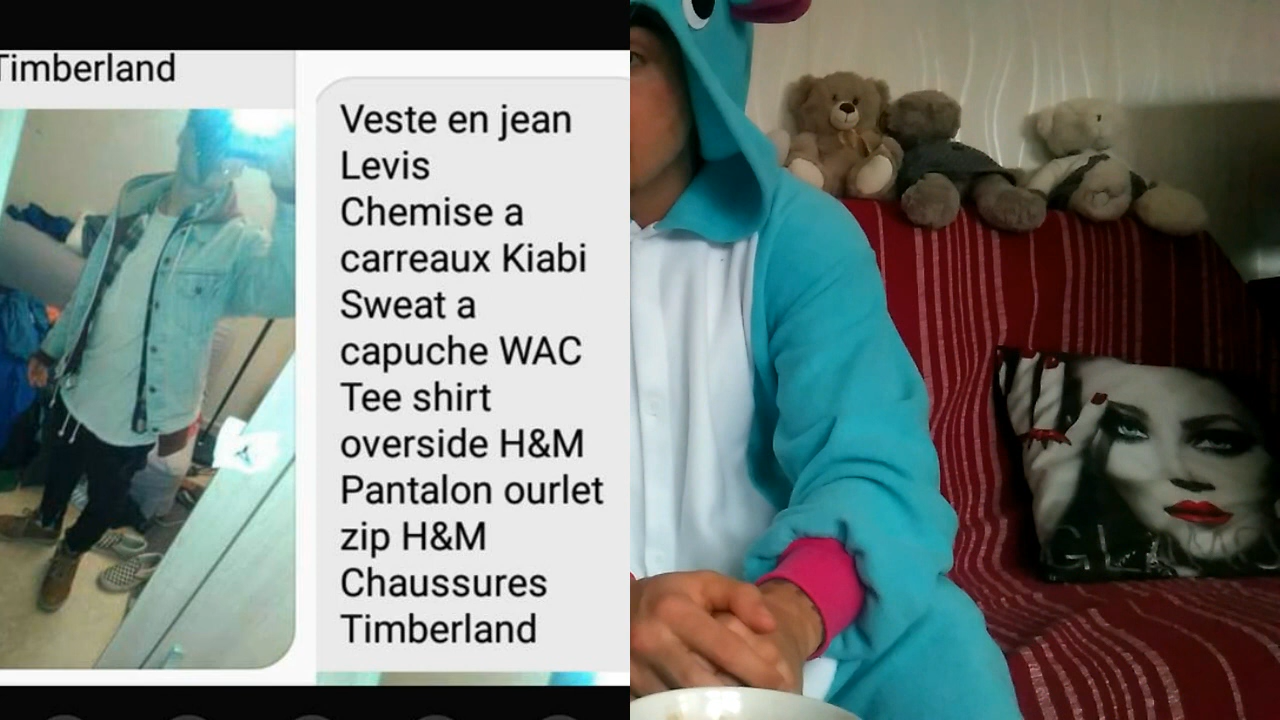 Timberland
Veste en jean
Levis
Chemise a
carreaux Kiabi
Sweat a
capuche WAC
Tee shirt
overside H&M
Pantalon ourlet
zip H&M
Chaussures
Timberland